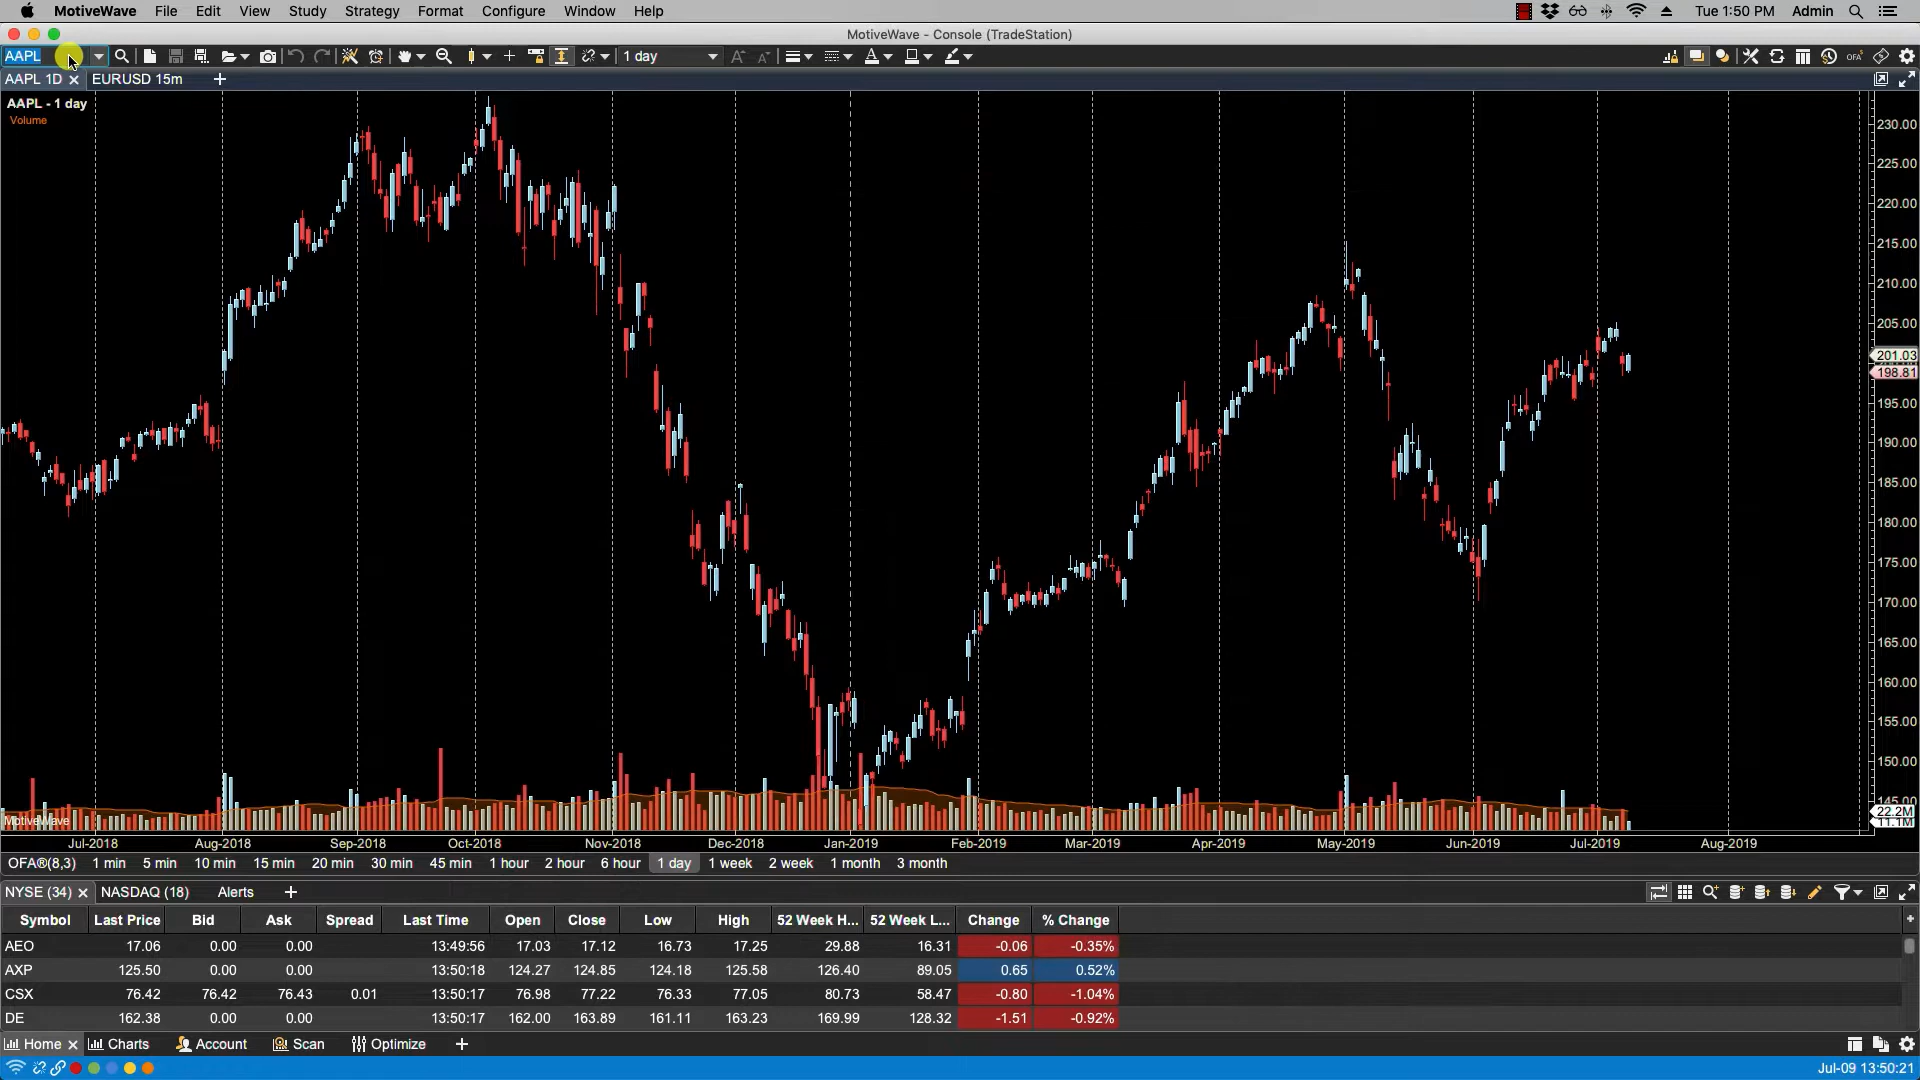 MotiveWave File Edit View Study Strategy Format Configure Window Help Tue 1:50 PM Admin
MotiveWave - Console (TradeStation)
AAPL 1 day OFA
AAPL 1D EURUSD 15m +
AAPL - 1 day
Volume
230.00
225.00
220.00
215.00
210.00
205.00
201.03
198.81
195.00
190.00
185.00
180.00
175.00
170.00
165.00
160.00
155.00
150.00
145.00
22.2M
11.1M
MotiveWave
Jul-2018 Aug-2018 Sep-2018 Oct-2018 Nov-2018 Dec-2018 Jan-2019 Feb-2019 Mar-2019 Apr-2019 May-2019 Jun-2019 Jul-2019 Aug-2019
OFA®(8,3) 1 min 5 min 10 min 15 min 20 min 30 min 45 min 1 hour 2 hour 6 hour 1 day 1 week 2 week 1 month 3 month
NYSE (34) NASDAQ (18) Alerts +
Symbol Last Price Bid Ask Spread Last Time Open Close Low High 52 Week H... 52 Week L... Change % Change
AEO 17.06 0.00 0.00 13:49:56 17.03 17.12 16.73 17.25 29.88 16.31 -0.06 -0.35%
AXP 125.50 0.00 0.00 13:50:18 124.27 124.85 124.18 125.58 126.40 89.05 0.65 0.52%
CSX 76.42 76.42 76.43 0.01 13:50:17 76.98 77.22 76.33 77.05 80.73 58.47 -0.80 -1.04%
DE 162.38 0.00 0.00 13:50:17 162.00 163.89 161.11 163.23 169.99 128.32 -1.51 -0.92%
Home Charts Account Scan Optimize +
Jul-09 13:50:21